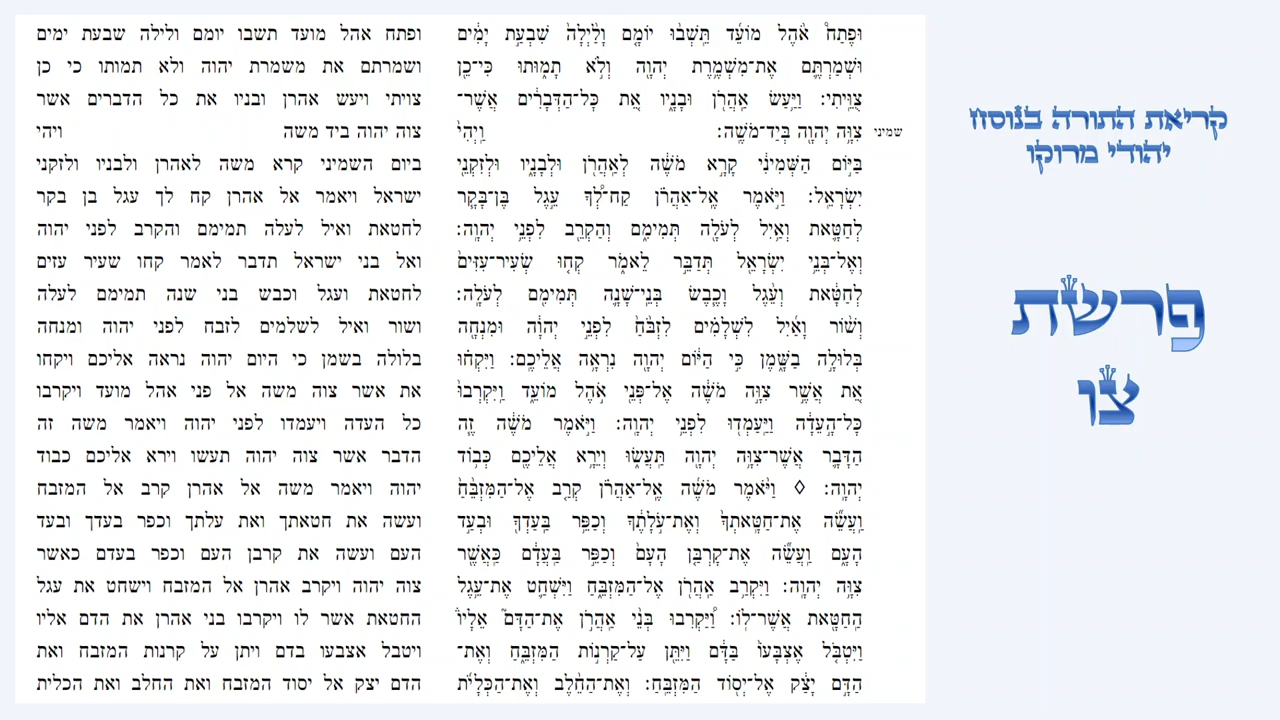 קריאת התורה בנוסח
יהודי מרוקו
פרשת
צו
וּפֶתַח֩ אֹ֨הֶל מוֹעֵ֜ד תֵּשְׁב֨וּ יוֹמָ֤ם וָלַ֙יְלָה֙ שִׁבְעַ֣ת יָמִ֔ים
וּשְׁמַרְתֶּ֛ם אֶת־מִשְׁמֶ֥רֶת יְהוָ֖ה וְלֹ֣א תָמ֑וּתוּ כִּי־כֵ֖ן
צֻוֵּֽיתִי׃ וַיַּ֥עַשׂ אַהֲרֹ֖ן וּבָנָ֑יו אֵ֚ת כׇּל־הַדְּבָרִ֔ים אֲשֶׁר־
צִוָּ֥ה יְהוָ֖ה בְּיַד־מֹשֶֽׁה׃ וַיְהִי֙
שמיני
בַּיּ֣וֹם הַשְּׁמִינִ֔י קָרָ֣א מֹשֶׁ֔ה לְאַהֲרֹ֖ן וּלְבָנָ֑יו וּלְזִקְנֵ֖י
יִשְׂרָאֵֽל׃ וַיֹּ֣אמֶר אֶֽל־אַהֲרֹ֗ן קַח־לְ֠ךָ עֵ֣גֶל בֶּן־בָּקָ֧ר
לְחַטָּ֛את וְאַ֥יִל לְעֹלָ֖ה תְּמִימִ֑ם וְהַקְרֵ֖ב לִפְנֵ֥י יְהוָֽה׃
וְאֶל־בְּנֵ֥י יִשְׂרָאֵ֖ל תְּדַבֵּ֣ר לֵאמֹ֑ר קְח֤וּ שְׂעִיר־עִזִּים֙
לְחַטָּ֔את וְעֵ֨גֶל וָכֶ֧בֶשׂ בְּנֵי־שָׁנָ֛ה תְּמִימִ֖ם לְעֹלָֽה׃
וְשׁ֨וֹר וָאַ֜יִל לִשְׁלָמִ֗ים לִזְבֹּ֙חַ֙ לִפְנֵ֣י יְהוָ֔ה וּמִנְחָ֖ה
בְּלוּלָ֣ה בַשָּׁ֑מֶן כִּ֣י הַיּ֔וֹם יְהוָ֖ה נִרְאָ֥ה אֲלֵיכֶֽם׃ וַיִּקְח֗וּ
אֵ֚ת אֲשֶׁ֣ר צִוָּ֣ה מֹשֶׁ֔ה אֶל־פְּנֵ֖י אֹ֣הֶל מוֹעֵ֑ד וַֽיִּקְרְבוּ֙
כׇּל־הָ֣עֵדָ֔ה וַיַּֽעַמְד֖וּ לִפְנֵ֥י יְהוָֽה׃ וַיֹּ֣אמֶר מֹשֶׁ֔ה זֶ֧ה
הַדָּבָ֛ר אֲשֶׁר־צִוָּ֥ה יְהוָ֖ה תַּעֲשׂ֑וּ וְיֵרָ֥א אֲלֵיכֶ֖ם כְּב֥וֹד
יְהוָֽה׃ ◊ וַיֹּ֨אמֶר מֹשֶׁ֜ה אֶֽל־אַהֲרֹ֗ן קְרַ֤ב אֶל־הַמִּזְבֵּ֙חַ֙
וַעֲשֵׂ֞ה אֶת־חַטָּֽאתְךָ֙ וְאֶת־עֹ֣לָתֶ֔ךָ וְכַפֵּ֥ר בַּֽעַדְךָ֖ וּבְעַ֣ד
הָעָ֑ם וַעֲשֵׂ֞ה אֶת־קׇרְבַּ֤ן הָעָם֙ וְכַפֵּ֣ר בַּֽעֲדָ֔ם כַּאֲשֶׁ֖ר
צִוָּ֥ה יְהוָֽה׃ וַיִּקְרַ֥ב אַהֲרֹ֖ן אֶל־הַמִּזְבֵּ֑חַ וַיִּשְׁחַ֛ט אֶת־עֵ֥גֶל
הַחַטָּ֖את אֲשֶׁר־לֽוֹ׃ וַ֠יַּקְרִ֠בוּ בְּנֵ֨י אַהֲרֹ֣ן אֶת־הַדָּם֮ אֵלָיו֒
וַיִּטְבֹּ֤ל אֶצְבָּעוֹ֙ בַּדָּ֔ם וַיִּתֵּ֖ן עַל־קַרְנ֣וֹת הַמִּזְבֵּ֑חַ וְאֶת־
הַדָּ֣ם יָצַ֔ק אֶל־יְס֖וֹד הַמִּזְבֵּֽחַ׃ וְאֶת־הַחֵ֨לֶב וְאֶת־הַכְּלָיֹ֜ת
ופתח אהל מועד תשבו יומם ולילה שבעת ימים
ושמרתם את משמרת יהוה ולא תמותו כי כן
צויתי ויעש אהרן ובניו את כל הדברים אשר
צוה יהוה ביד משה ויהי
ביום השמיני קרא משה לאהרן ולבניו ולזקני
ישראל ויאמר אל אהרן קח לך עגל בן בקר
לחטאת ואיל לעלה תמימם והקרב לפני יהוה
ואל בני ישראל תדבר לאמר קחו שעיר עזים
לחטאת ועגל וכבש בני שנה תמימם לעלה
ושור ואיל לשלמים לזבח לפני יהוה ומנחה
בלולה בשמן כי היום יהוה נראה אליכם ויקחו
את אשר צוה משה אל פני אהל מועד ויקרבו
כל העדה ויעמדו לפני יהוה ויאמר משה זה
הדבר אשר צוה יהוה תעשו וירא אליכם כבוד
יהוה ויאמר משה אל אהרן קרב אל המזבח
ועשה את חטאתך ואת עלתך וכפר בעדך ובעד
העם ועשה את קרבן העם וכפר בעדם כאשר
צוה יהוה ויקרב אהרן אל המזבח וישחט את עגל
החטאת אשר לו ויקרבו בני אהרן את הדם אליו
ויטבל אצבעו בדם ויתן על קרנות המזבח ואת
הדם יצק אל יסוד המזבח ואת החלב ואת הכלית